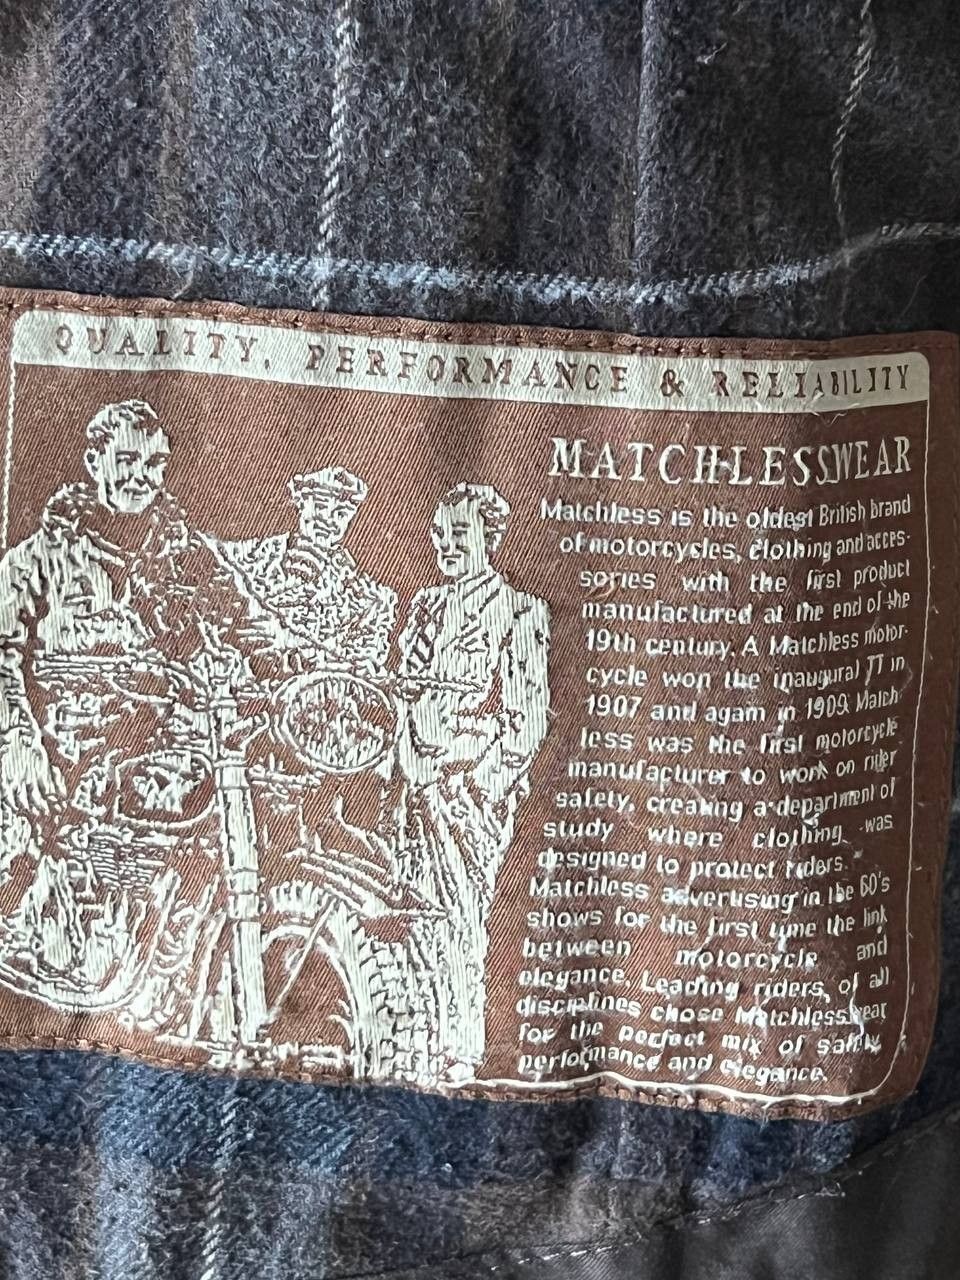 QUALITY, PERFORMANCE & RELIABILITY
MATCHLESSWEAR
Matchless is the oldest British brand
of motorcycles, clothing and acces-
sories with the first product
manufactured at the end of the
19th century. A Matchless motor-
cycle won the inaugural TT in
1907 and again in 1909. Match
less was the first motorcycle
manufacturer to work on rider
safety, creating a department of
study where clothing was
designed to protect riders.
Matchless advertising in the 60's
shows for the first time the link
between motorcycle and
elegance. Leading riders, of all
disciplines chose Matchlesswear
for the perfect mix of safety,
performance and elegance.